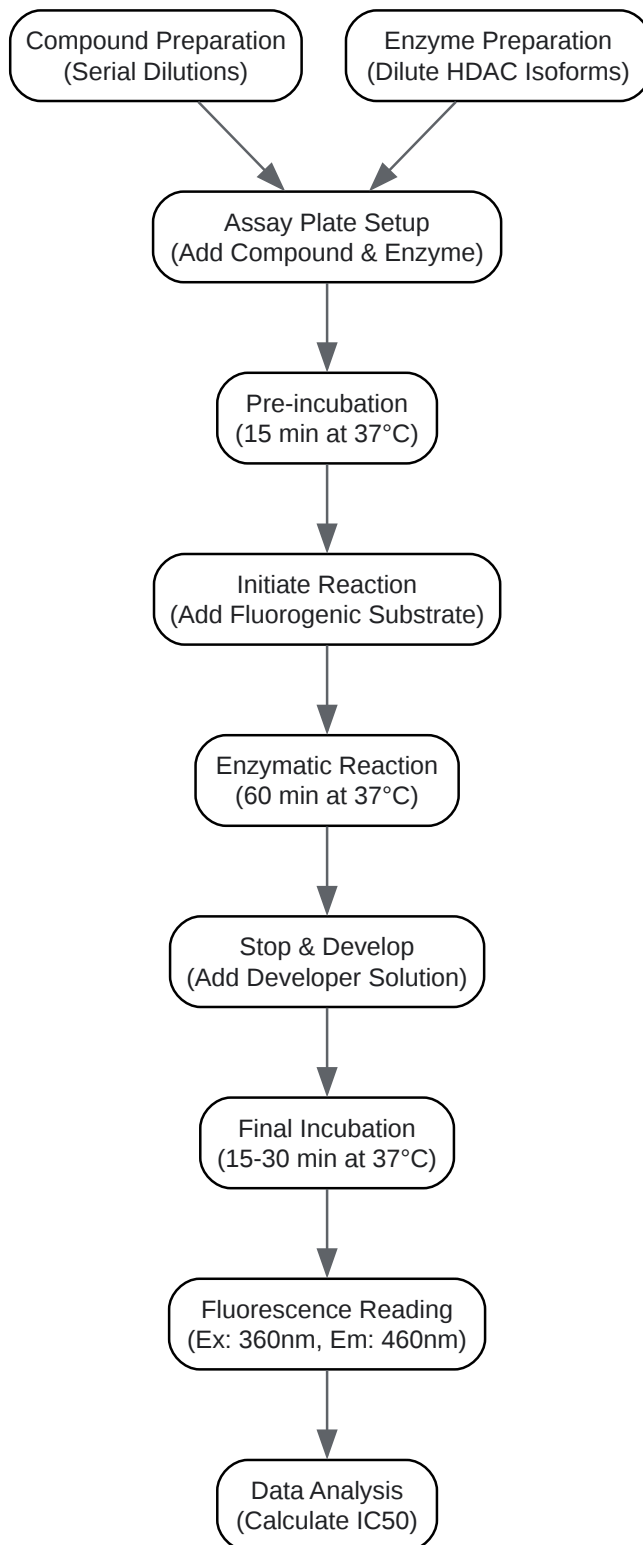 Compound Preparation
(Serial Dilutions)
Enzyme Preparation
(Dilute HDAC Isoforms)
Assay Plate Setup
(Add Compound & Enzyme)
Pre-incubation
(15 min at 37°C)
Initiate Reaction
(Add Fluorogenic Substrate)
Enzymatic Reaction
(60 min at 37°C)
Stop & Develop
(Add Developer Solution)
Final Incubation
(15-30 min at 37°C)
Fluorescence Reading
(Ex: 360nm, Em: 460nm)
Data Analysis
(Calculate IC50)